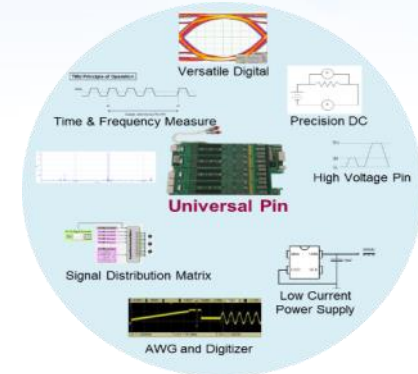 Versatile Digital
Time & Frequency Measure
Precision DC
High Voltage Pin
Universal Pin
Signal Distribution Matrix
Low Current
Power Supply
AWG and Digitizer